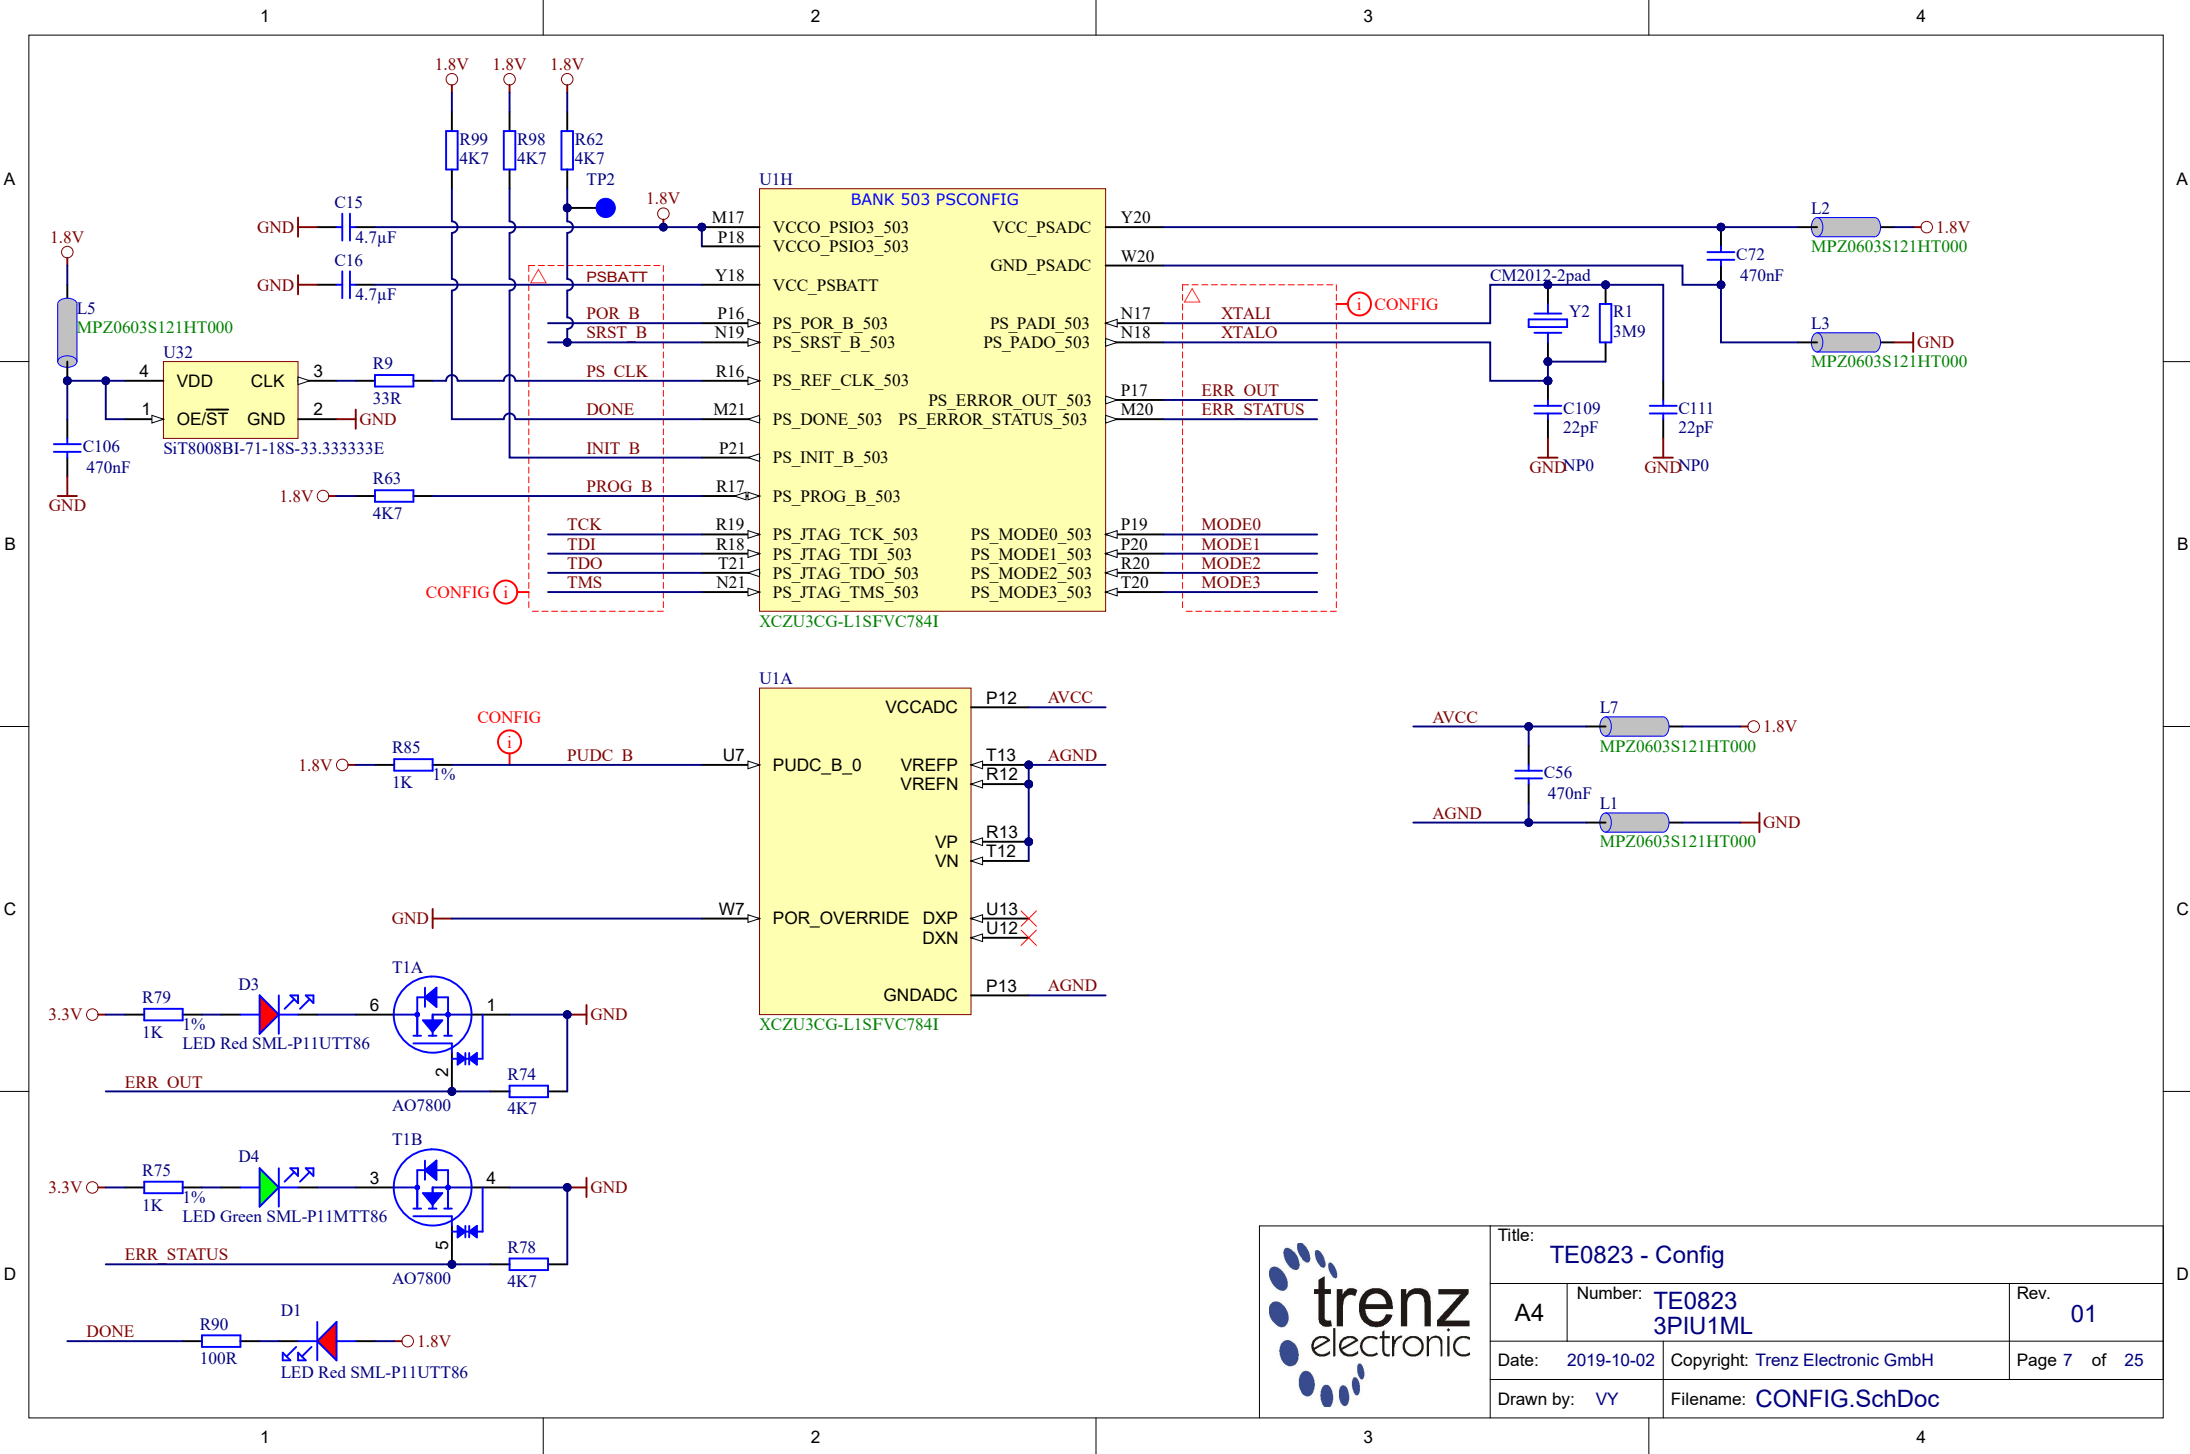 1 2 3 4
A A
B B
C C
D D
1.8V 1.8V 1.8V
R99 R98 R62
4K7 4K7 4K7
TP2
1.8V
C15
GND
4.7µF
C16
GND
4.7µF
1.8V
L5
MPZ0603S121HT000
U32
4 VDD CLK 3
1 OE/ST GND 2
GND
SiT8008BI-71-18S-33.333333E
R9
33R
C106
470nF
GND
1.8V
R63
4K7
PSBATT
POR_B
SRST_B
PS_CLK
DONE
INIT_B
PROG_B
TCK
TDI
TDO
TMS
CONFIG i
U1H
BANK 503 PSCONFIG
M17 VCCO_PSIO3_503
P18 VCCO_PSIO3_503
Y18 VCC_PSBATT
P16 PS_POR_B_503
N19 PS_SRST_B_503
R16 PS_REF_CLK_503
M21 PS_DONE_503
P21 PS_INIT_B_503
R17 PS_PROG_B_503
R19 PS_JTAG_TCK_503
R18 PS_JTAG_TDI_503
T21 PS_JTAG_TDO_503
N21 PS_JTAG_TMS_503
VCC_PSADC Y20
GND_PSADC W20
PS_PADI_503 N17 XTALI
PS_PADO_503 N18 XTALO
PS_ERROR_OUT_503 P17 ERR_OUT
PS_ERROR_STATUS_503 M20 ERR_STATUS
PS_MODE0_503 P19 MODE0
PS_MODE1_503 P20 MODE1
PS_MODE2_503 R20 MODE2
PS_MODE3_503 T20 MODE3
XCZU3CG-L1SFVC784I
i CONFIG
CM2012-2pad
Y2
R1
3M9
C109
22pF
GND NP0
C111
22pF
GND NP0
L2
1.8V
MPZ0603S121HT000
C72
470nF
L3
GND
MPZ0603S121HT000
U1A
VCCADC P12 AVCC
CONFIG
i
1.8V
R85
1K
1%
PUDC_B
U7 PUDC_B_0
VREFP T13 AGND
VREFN R12
VP R13
VN T12
GND
W7 POR_OVERRIDE
DXP U13
DXN U12
GNDADC P13 AGND
XCZU3CG-L1SFVC784I
AVCC
L7
1.8V
MPZ0603S121HT000
C56
470nF
AGND
L1
GND
MPZ0603S121HT000
3.3V
R79
1K
1%
D3
LED Red SML-P11UTT86
T1A
6 1
2
GND
ERR_OUT
AO7800
R74
4K7
3.3V
R75
1K
1%
D4
LED Green SML-P11MTT86
T1B
3 4
5
GND
ERR_STATUS
AO7800
R78
4K7
DONE
R90
100R
D1
1.8V
LED Red SML-P11UTT86
trenz
electronic
Title:
TE0823 - Config
A4
Number: TE0823
3PIU1ML
Rev.
01
Date: 2019-10-02
Copyright: Trenz Electronic GmbH
Page 7 of 25
Drawn by: VY
Filename: CONFIG.SchDoc
1 2 3 4